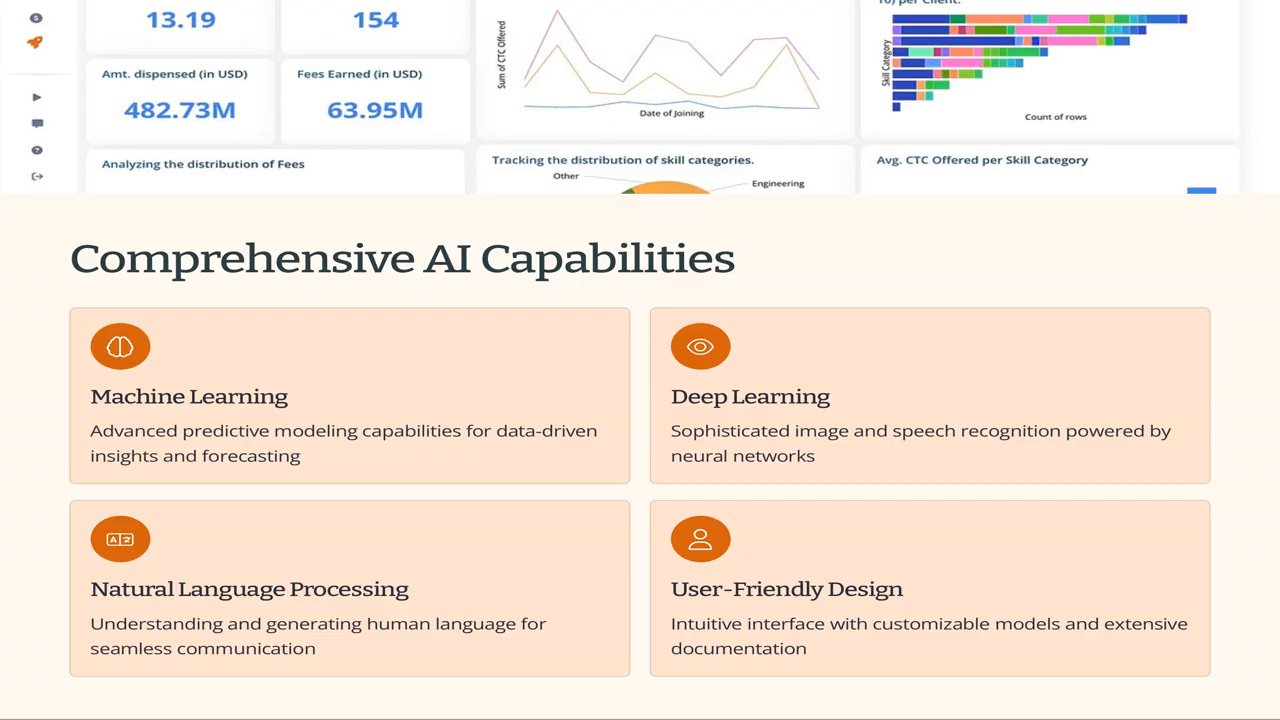 13.19
154
Amt. dispensed (in USD)
Fees Earned (in USD)
482.73M
63.95M
Analyzing the distribution of Fees
Sum of CTC Offered
Date of Joining
Tracking the distribution of skill categories.
Other
Engineering
10) per Client.
Skill Category
Count of rows
Avg. CTC Offered per Skill Category
Comprehensive AI Capabilities
Machine Learning
Advanced predictive modeling capabilities for data-driven
insights and forecasting
Deep Learning
Sophisticated image and speech recognition powered by
neural networks
Natural Language Processing
Understanding and generating human language for
seamless communication
User-Friendly Design
Intuitive interface with customizable models and extensive
documentation